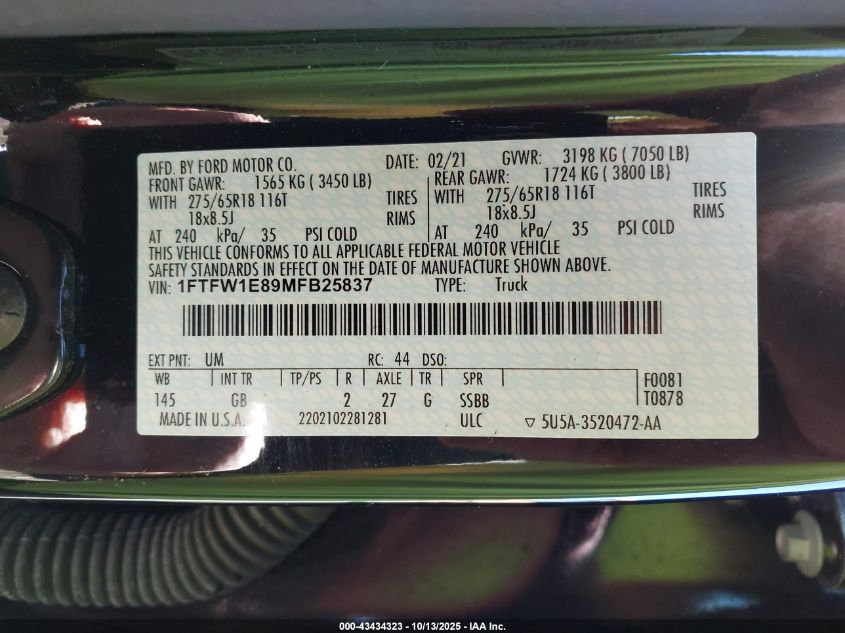 MFD. BY FORD MOTOR CO. DATE: 02/21 GVWR: 3198 KG ( 7050 LB)
FRONT GAWR: 1565 KG ( 3450 LB) REAR GAWR: 1724 KG ( 3800 LB)
WITH 275/65R18 116T TIRES WITH 275/65R18 116T TIRES
18x8.5J RIMS 18x8.5J RIMS
AT 240 kPa/ 35 PSI COLD AT 240 kPa/ 35 PSI COLD
THIS VEHICLE CONFORMS TO ALL APPLICABLE FEDERAL MOTOR VEHICLE
SAFETY STANDARDS IN EFFECT ON THE DATE OF MANUFACTURE SHOWN ABOVE.
VIN: 1FTFW1E89MFB25837 TYPE: Truck
EXT PNT: UM RC: 44 DSO:
WB INT TR TP/PS R AXLE TR SPR F0081
145 GB 2 27 G SSBB T0878
MADE IN U.S.A. 2202102281281 ULC ▽ 5U5A-3520472-AA
000-43434323 - 10/13/2025 - IAA Inc.